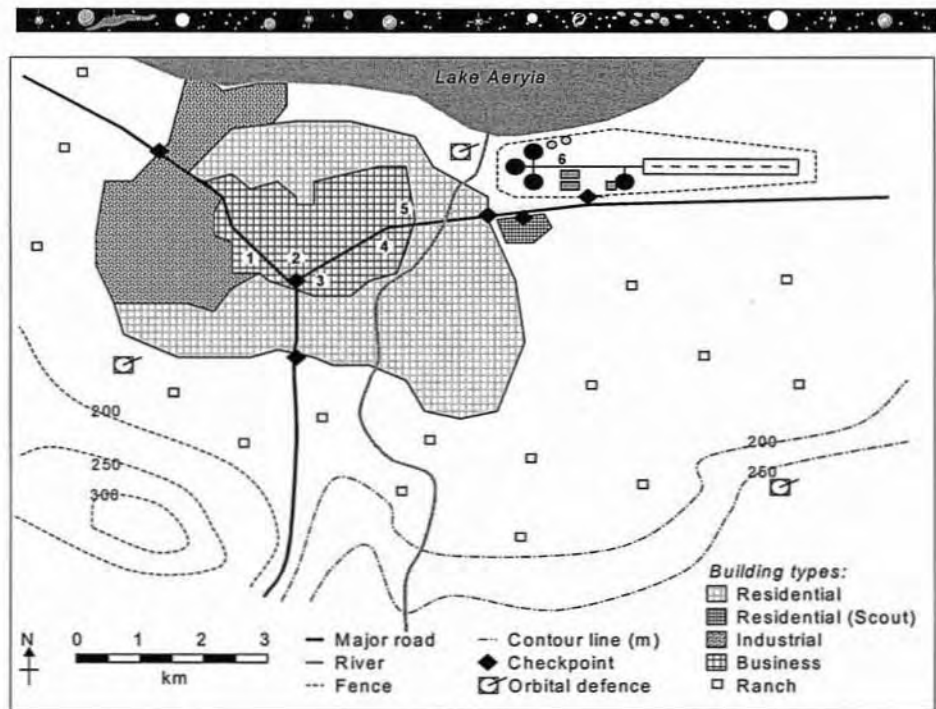 Lake Aeryia
6
5
1
2
4
3
200
250
300
200
250
Building types:
Residential
Residential (Scout)
Industrial
Business
Ranch
N
0 1 2 3
km
Major road
River
Fence
Contour line (m)
Checkpoint
Orbital defence